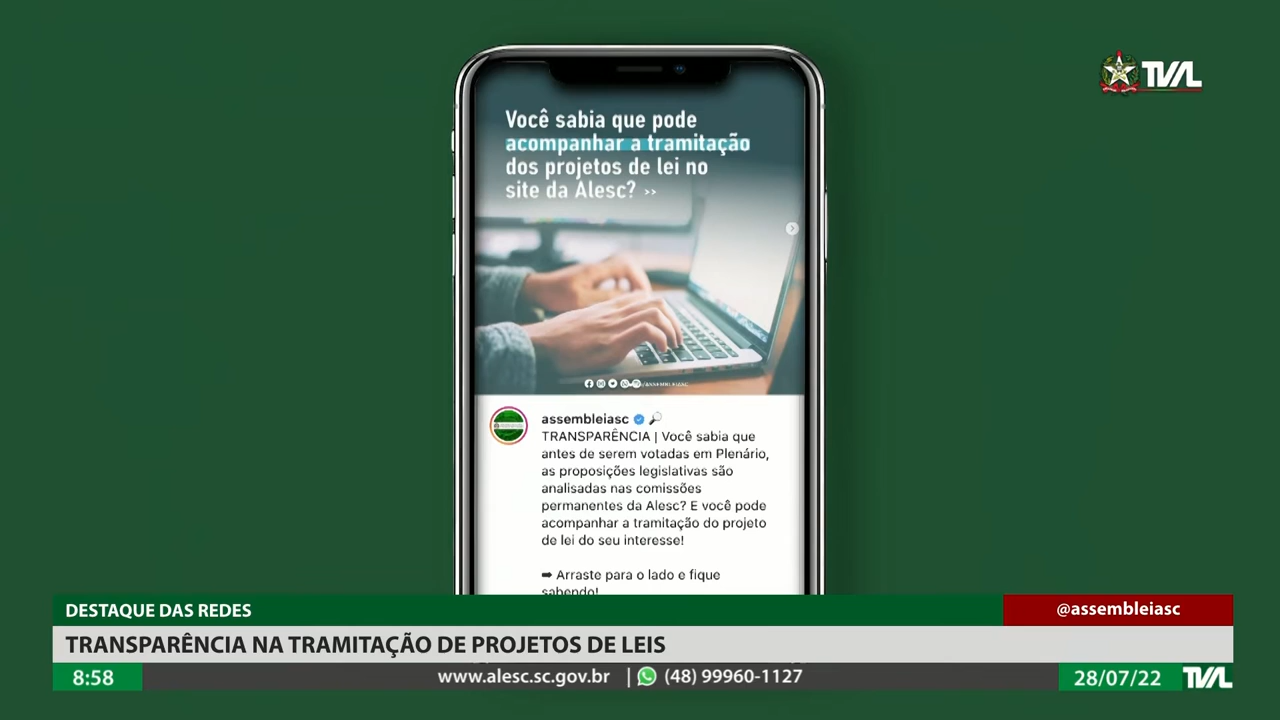 TVAL
Você sabia que pode
acompanhar a tramitação
dos projetos de lei no
site da Alesc? >>
/ASSEMBLEIASC
assembleiasc
TRANSPARÊNCIA | Você sabia que
antes de serem votadas em Plenário,
as proposições legislativas são
analisadas nas comissões
permanentes da Alesc? E você pode
acompanhar a tramitação do projeto
de lei do seu interesse!
➡ Arraste para o lado e fique
sabendo!
DESTAQUE DAS REDES
@assembleiasc
TRANSPARÊNCIA NA TRAMITAÇÃO DE PROJETOS DE LEIS
8:58
www.alesc.sc.gov.br | (48) 99960-1127
28/07/22
TVAL